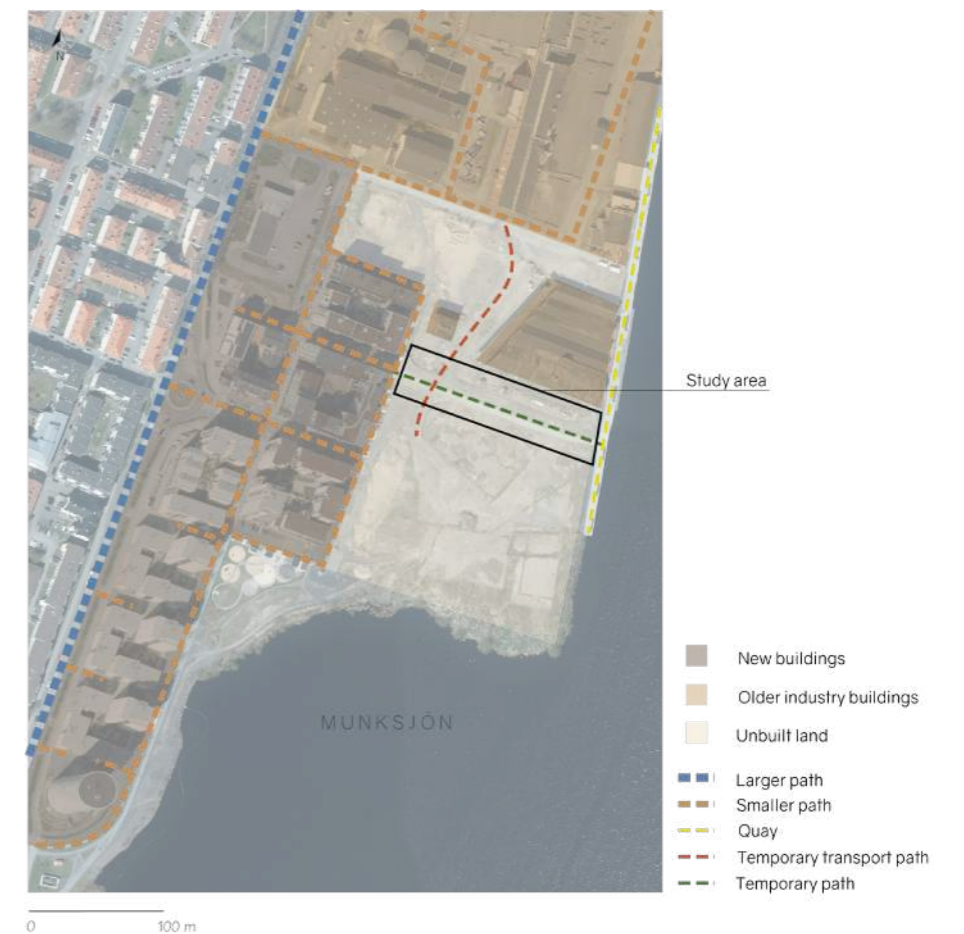 N
Study area
MUNKSJÖN
New buildings
Older industry buildings
Unbuilt land
Larger path
Smaller path
Quay
Temporary transport path
Temporary path
0 100 m